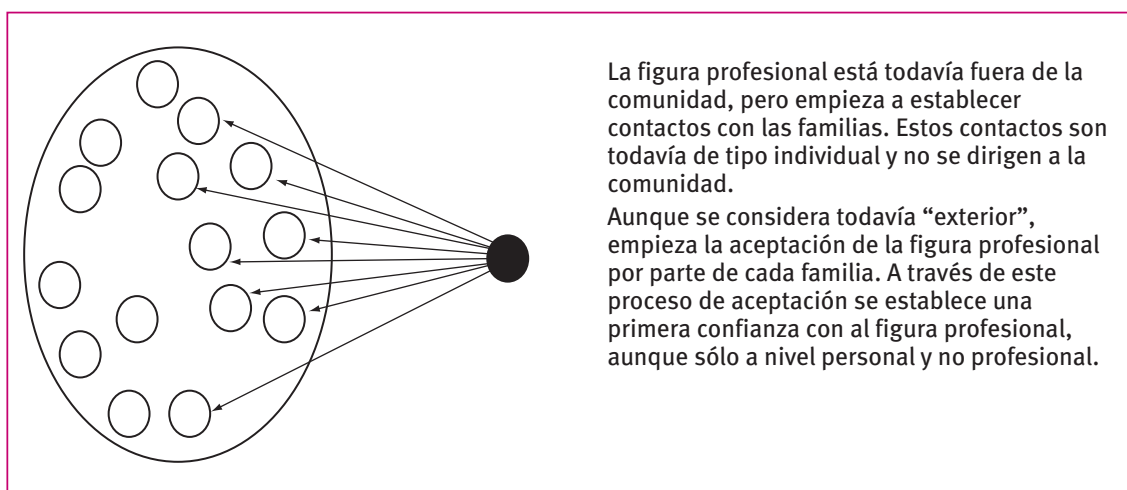 La figura profesional está todavía fuera de la
comunidad, pero empieza a establecer
contactos con las familias. Estos contactos son
todavía de tipo individual y no se dirigen a la
comunidad.
Aunque se considera todavía “exterior”,
empieza la aceptación de la figura profesional
por parte de cada familia. A través de este
proceso de aceptación se establece una
primera confianza con al figura profesional,
aunque sólo a nivel personal y no profesional.